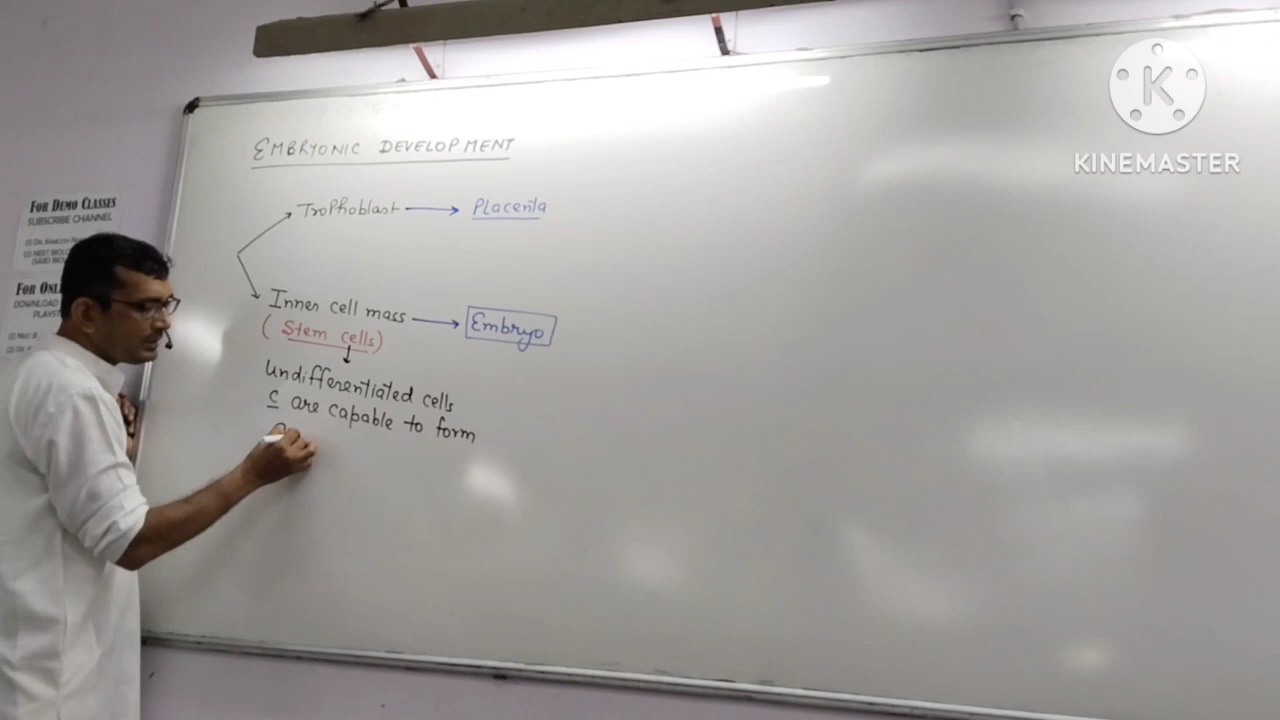 KINEMASTER
EMBRYONIC DEVELOPMENT
Trophoblast → Placenta
Inner cell mass → Embryo
(Stem cells)
Undifferentiated cells
c are capable to form
FOR DEMO CLASSES
SUBSCRIBE CHANNEL
DOWNLOAD